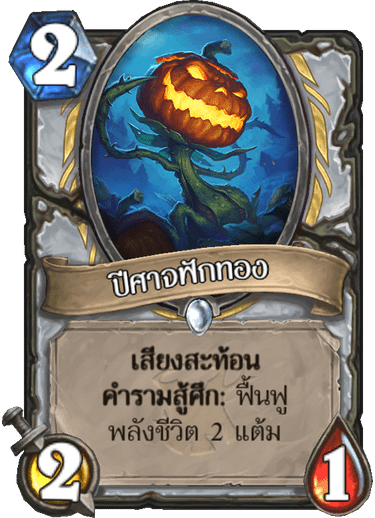 2
ปีศาจฟักทอง
เสียงสะท้อน
คำรามสู้ศึก: ฟื้นฟู
พลังชีวิต 2 แต้ม
2
1